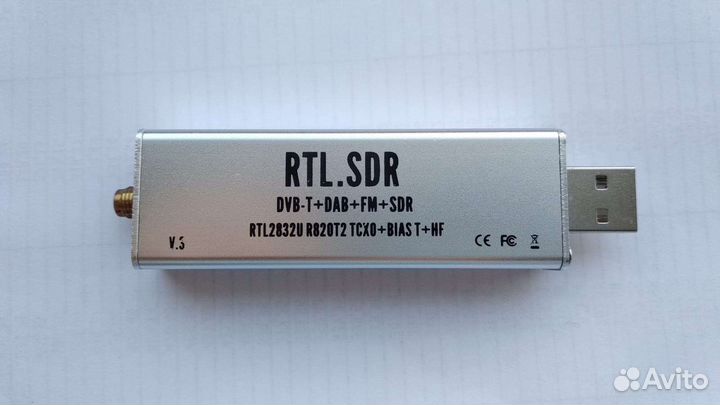 RTL.SDR
DVB-T+DAB+FM+SDR
RTL2832U R820T2 TCXO+BIAS T+HF
V.3 CE FC
Avito